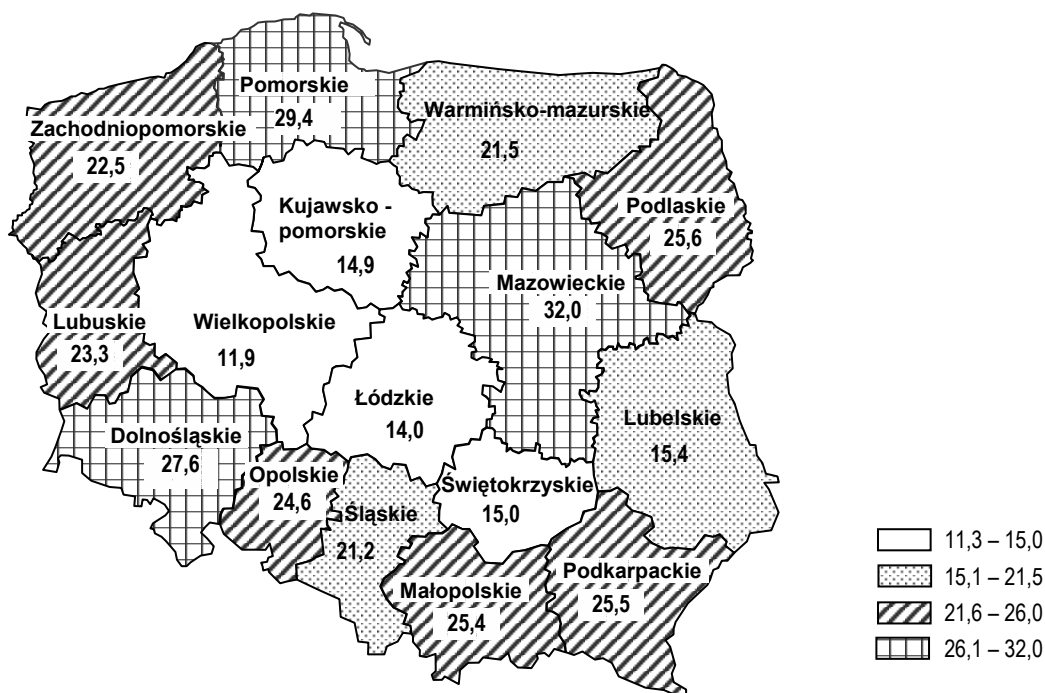 Pomorskie
29,4
Warmińsko-mazurskie
21,5
Zachodniopomorskie
22,5
Podlaskie
25,6
Kujawsko -
pomorskie
14,9
Mazowieckie
32,0
Lubuskie
23,3
Wielkopolskie
11,9
Łódzkie
14,0
Lubelskie
15,4
Dolnośląskie
27,6
Opolskie
24,6
Śląskie
21,2
Świętokrzyskie
15,0
Małopolskie
25,4
Podkarpackie
25,5
11,3 – 15,0
15,1 – 21,5
21,6 – 26,0
26,1 – 32,0